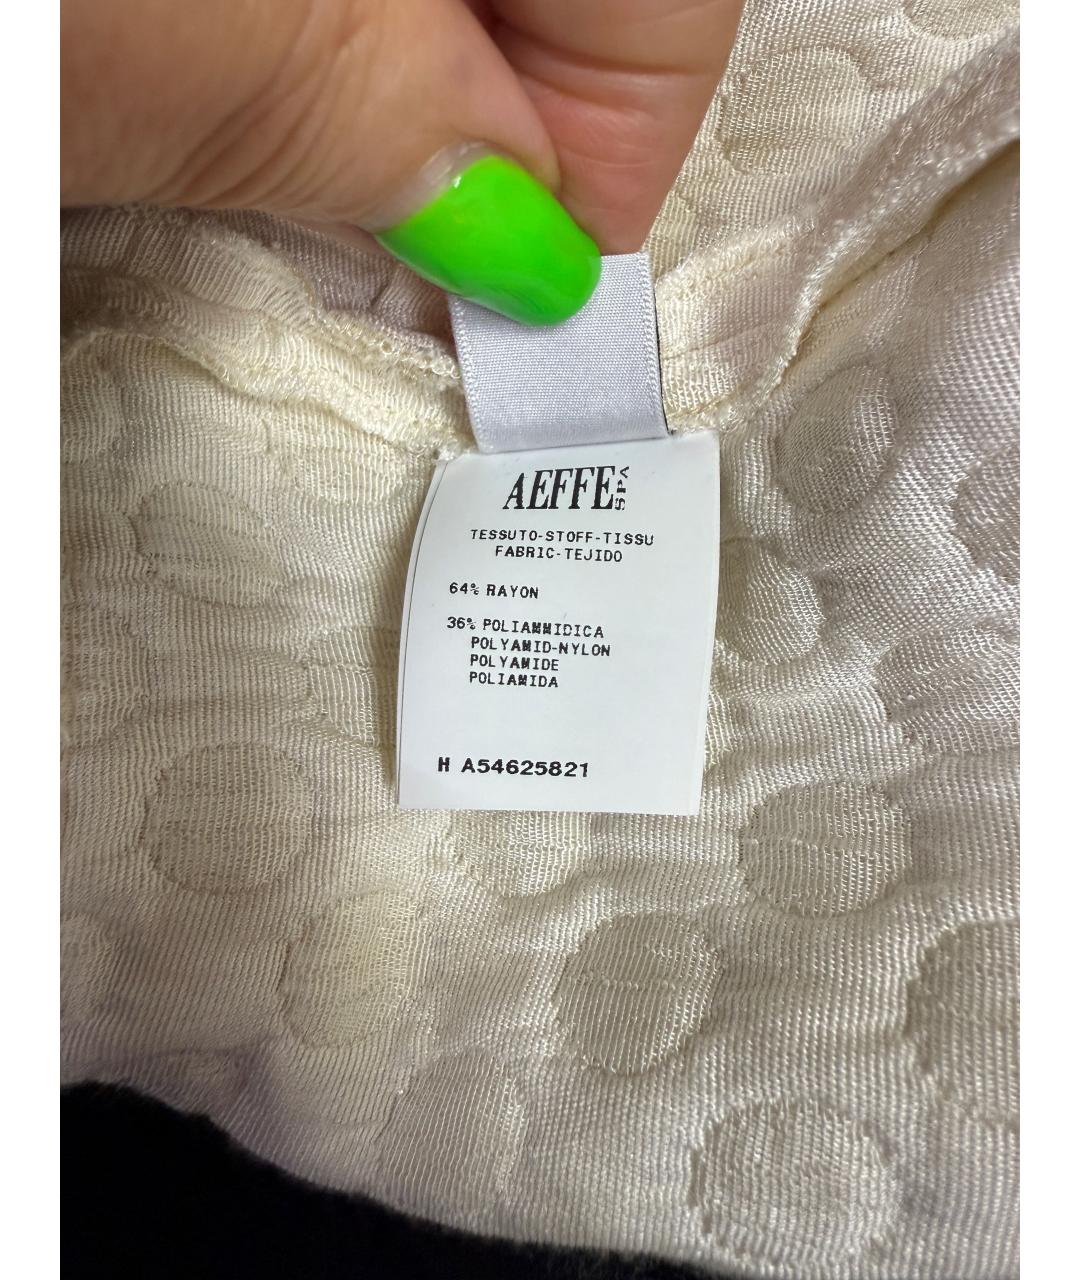 AEFFE SPA
TESSUTO-STOFF-TISSU
FABRIC-TEJIDO
64% RAYON
36% POLIAMMIDICA
POLYAMID-NYLON
POLYAMIDE
POLIAMIDA
H A54625821